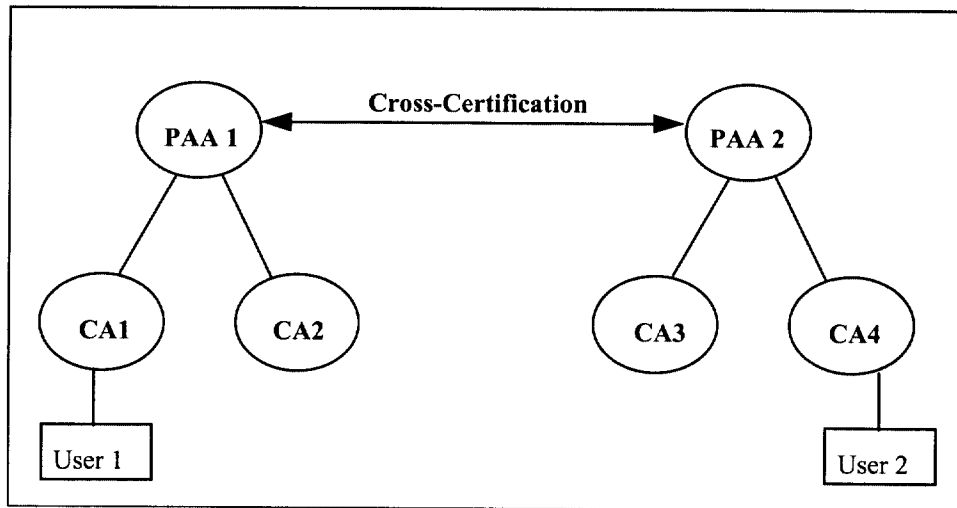 Cross-Certification
PAA 1
PAA 2
CA1
CA2
CA3
CA4
User 1
User 2